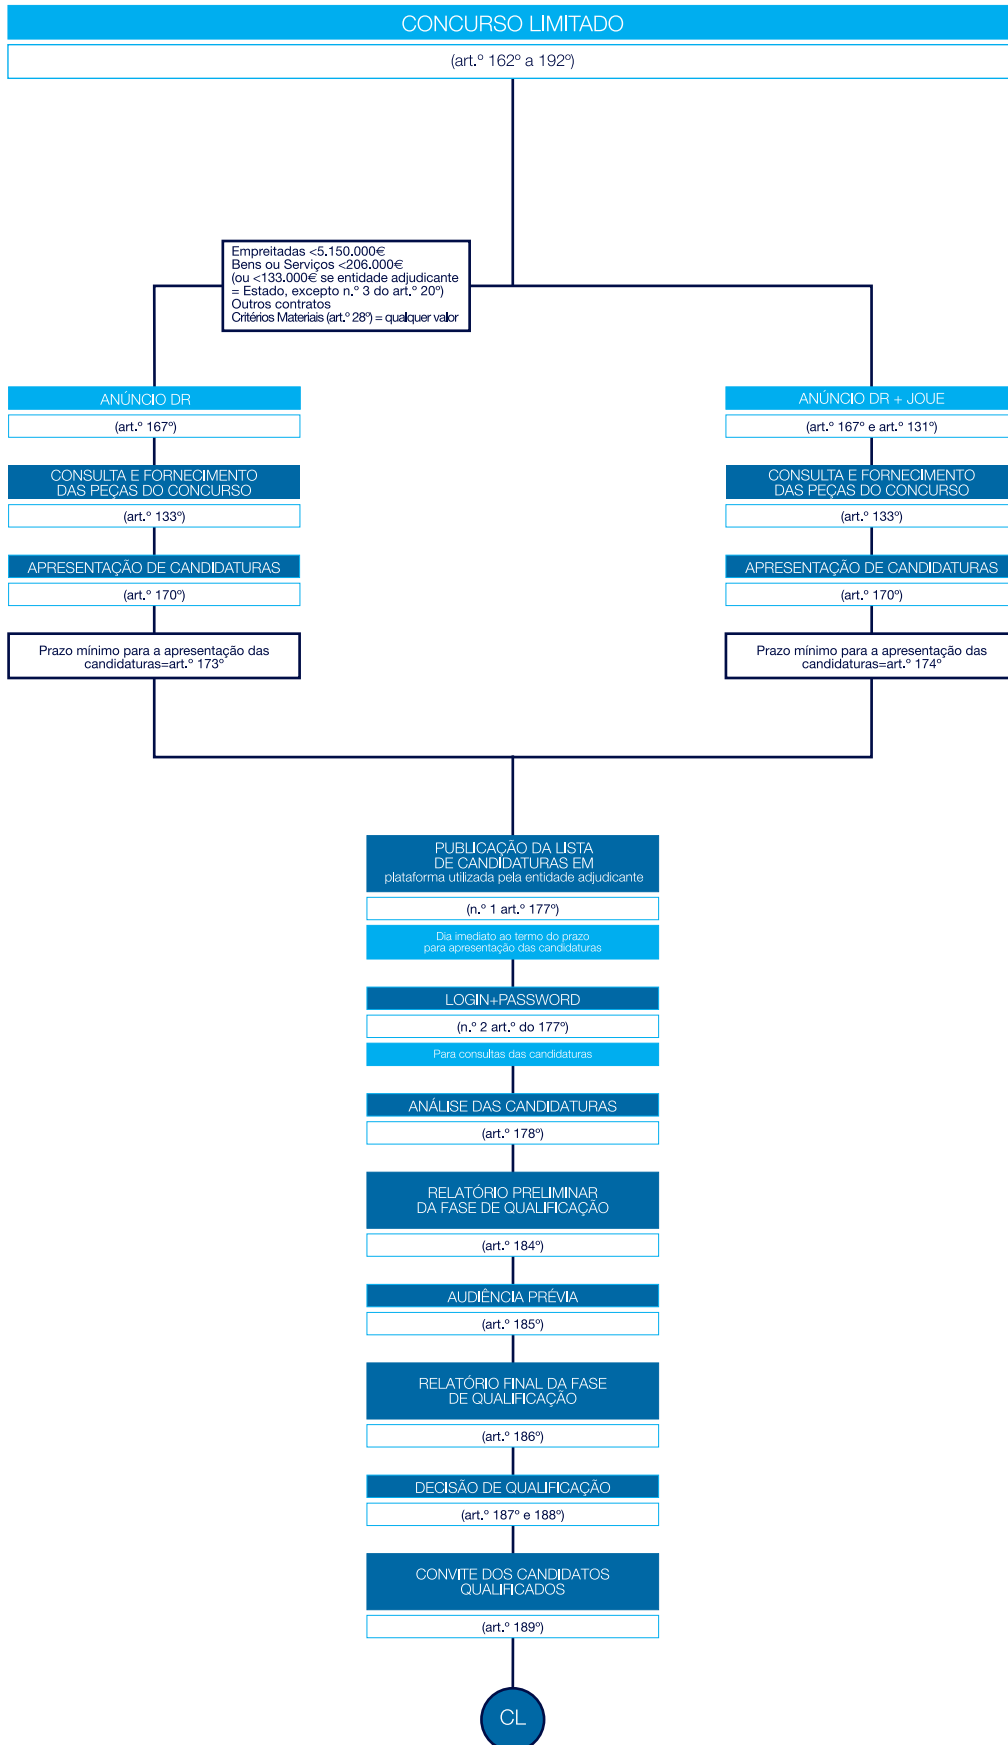 CONCURSO LIMITADO
(art.º 162º a 192º)
Empreitadas <5.150.000€
Bens ou Serviços <206.000€
(ou <133.000€ se entidade adjudicante
= Estado, excepto n.º 3 do art.º 20º)
Outros contratos
Critérios Materiais (art.º 28º) = qualquer valor
ANÚNCIO DR
(art.º 167º)
CONSULTA E FORNECIMENTO
DAS PEÇAS DO CONCURSO
(art.º 133º)
APRESENTAÇÃO DE CANDIDATURAS
(art.º 170º)
Prazo mínimo para a apresentação das
candidaturas=art.º 173º
ANÚNCIO DR + JOUE
(art.º 167º e art.º 131º)
CONSULTA E FORNECIMENTO
DAS PEÇAS DO CONCURSO
(art.º 133º)
APRESENTAÇÃO DE CANDIDATURAS
(art.º 170º)
Prazo mínimo para a apresentação das
candidaturas=art.º 174º
PUBLICAÇÃO DA LISTA
DE CANDIDATURAS EM
plataforma utilizada pela entidade adjudicante
(n.º 1 art.º 177º)
Dia imediato ao termo do prazo
para apresentação das candidaturas
LOGIN+PASSWORD
(n.º 2 art.º do 177º)
Para consultas das candidaturas
ANÁLISE DAS CANDIDATURAS
(art.º 178º)
RELATÓRIO PRELIMINAR
DA FASE DE QUALIFICAÇÃO
(art.º 184º)
AUDIÊNCIA PRÉVIA
(art.º 185º)
RELATÓRIO FINAL DA FASE
DE QUALIFICAÇÃO
(art.º 186º)
DECISÃO DE QUALIFICAÇÃO
(art.º 187º e 188º)
CONVITE DOS CANDIDATOS
QUALIFICADOS
(art.º 189º)
CL